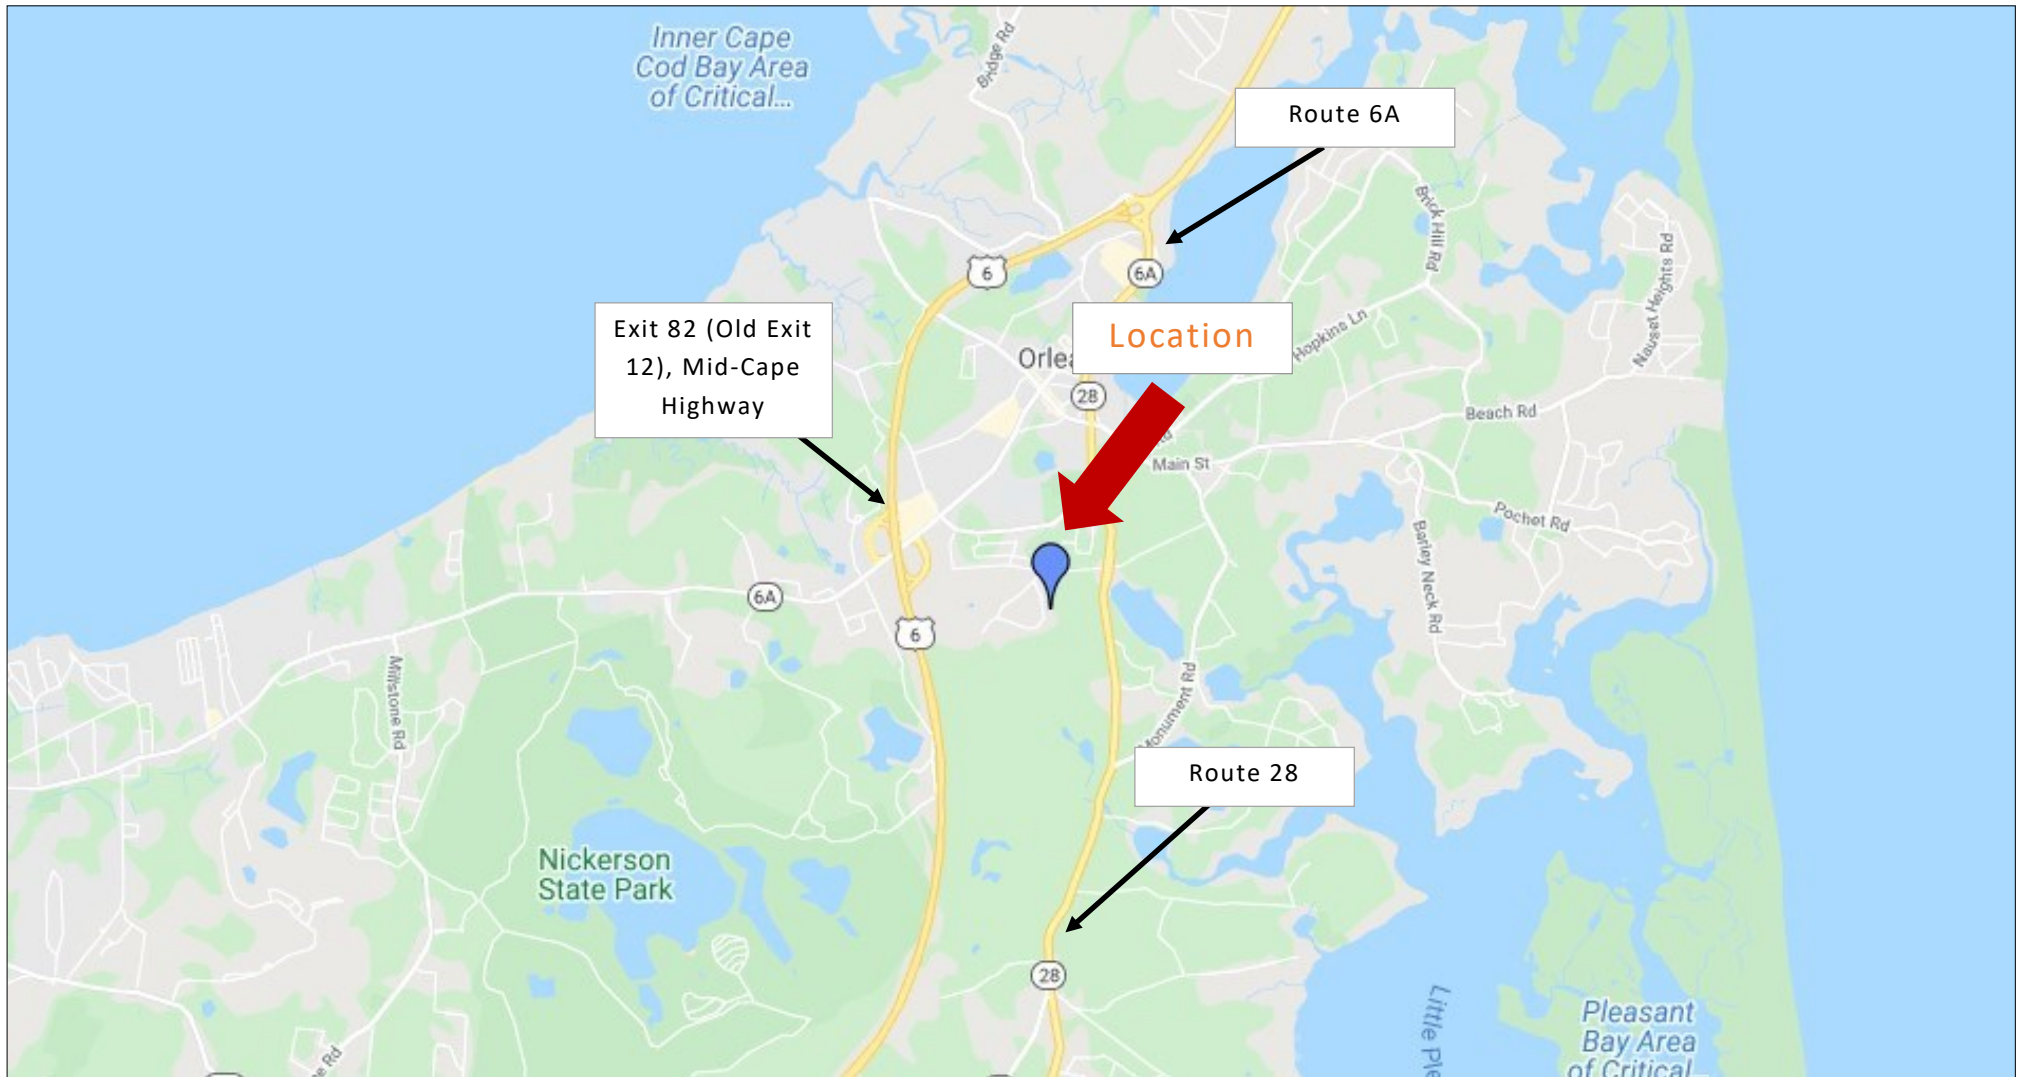 Inner Cape
Cod Bay Area
of Critical...
Bridge Rd
Route 6A
Brick Hill Rd
Nauset Heights Rd
6
6A
Exit 82 (Old Exit
12), Mid-Cape
Highway
Location
Hopkins Ln
Orlea
28
Beach Rd
Main St
Pochet Rd
Barley Neck Rd
6A
6
Millstone Rd
Monument Rd
Route 28
Nickerson
State Park
28
Little Ple
Pleasant
Bay Area
of Critical...
e Rd